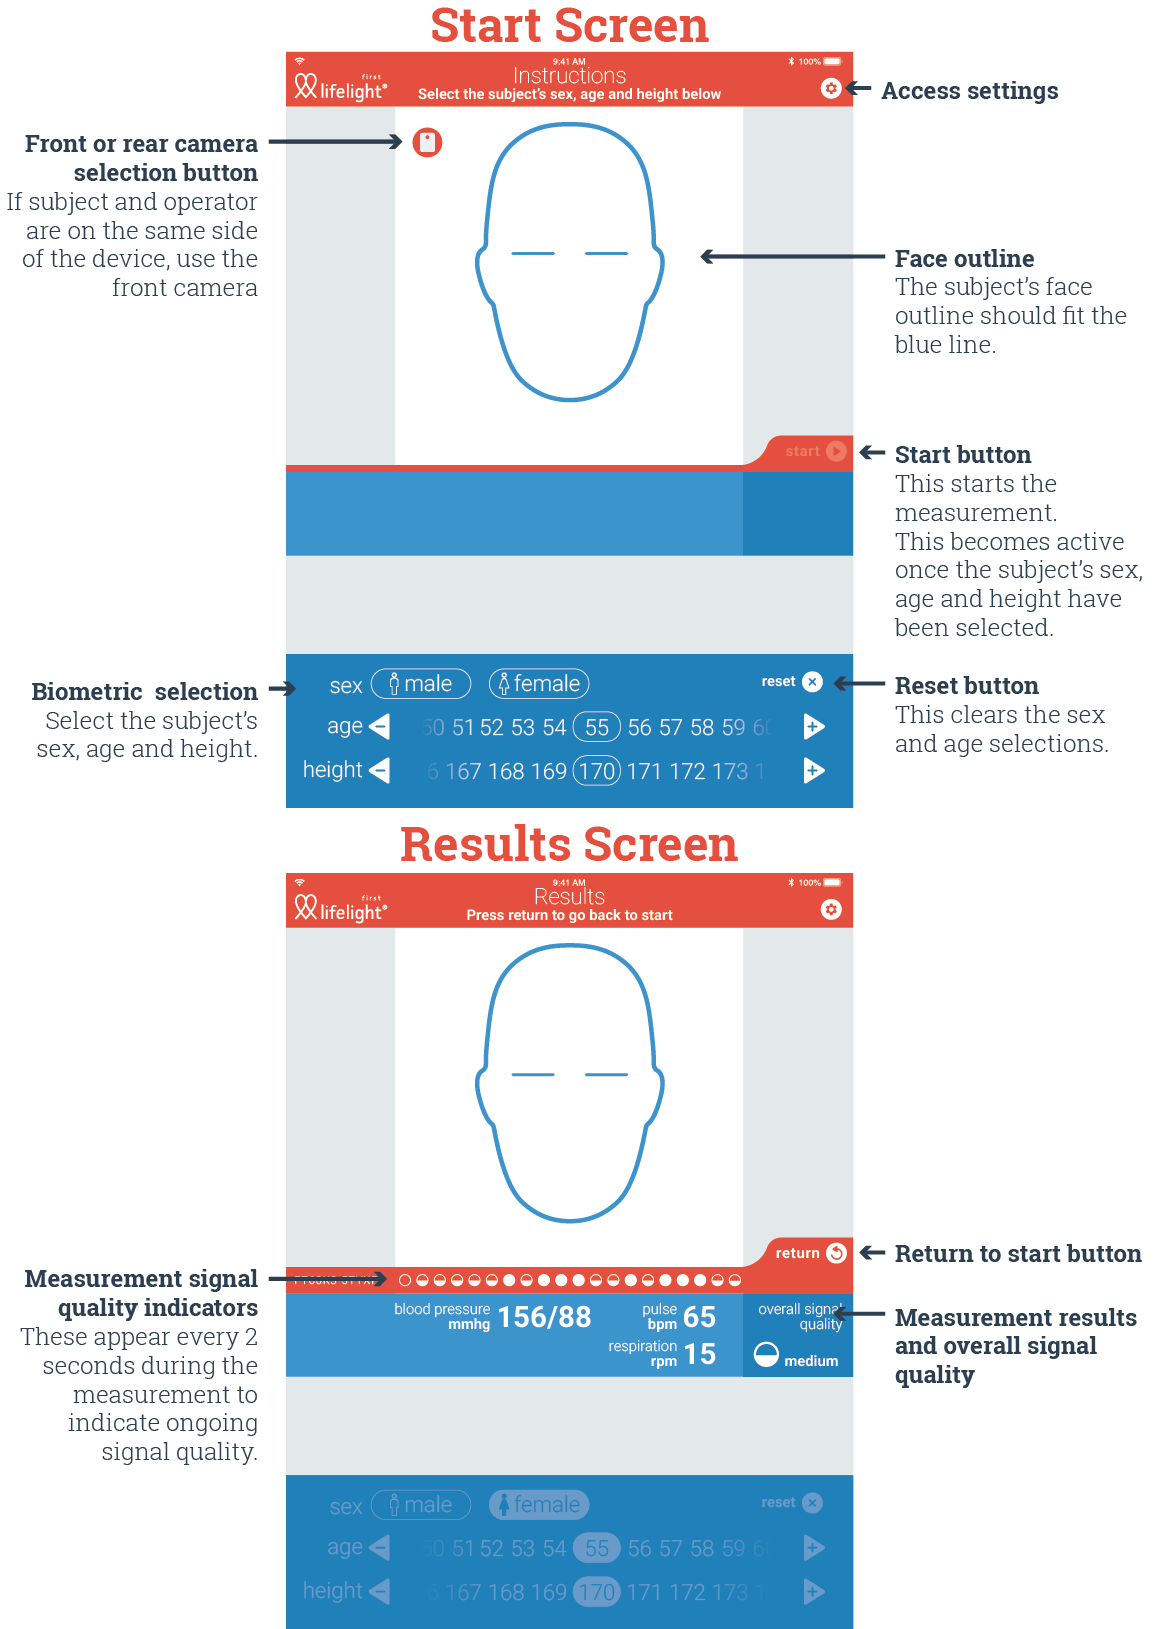 Start Screen
9:41 AM
100%
first
lifelight®
Instructions
Select the subject's sex, age and height below
Access settings
Front or rear camera
selection button
If subject and operator
are on the same side
of the device, use the
front camera
Face outline
The subject's face
outline should fit the
blue line.
start
Start button
This starts the
measurement.
This becomes active
once the subject's sex,
age and height have
been selected.
Biometric selection
Select the subject's
sex, age and height.
sex male female reset
age 50 51 52 53 54 55 56 57 58 59 60
height 6 167 168 169 170 171 172 173 1
Reset button
This clears the sex
and age selections.
Results Screen
9:41 AM
100%
first
lifelight®
Results
Press return to go back to start
return
Return to start button
Measurement signal
quality indicators
These appear every 2
seconds during the
measurement to
indicate ongoing
signal quality.
blood pressure
mmhg 156/88
pulse
bpm 65
respiration
rpm 15
overall signal
quality
medium
Measurement results
and overall signal
quality
sex male female reset
age 50 51 52 53 54 55 56 57 58 59 60
height 6 167 168 169 170 171 172 173 1